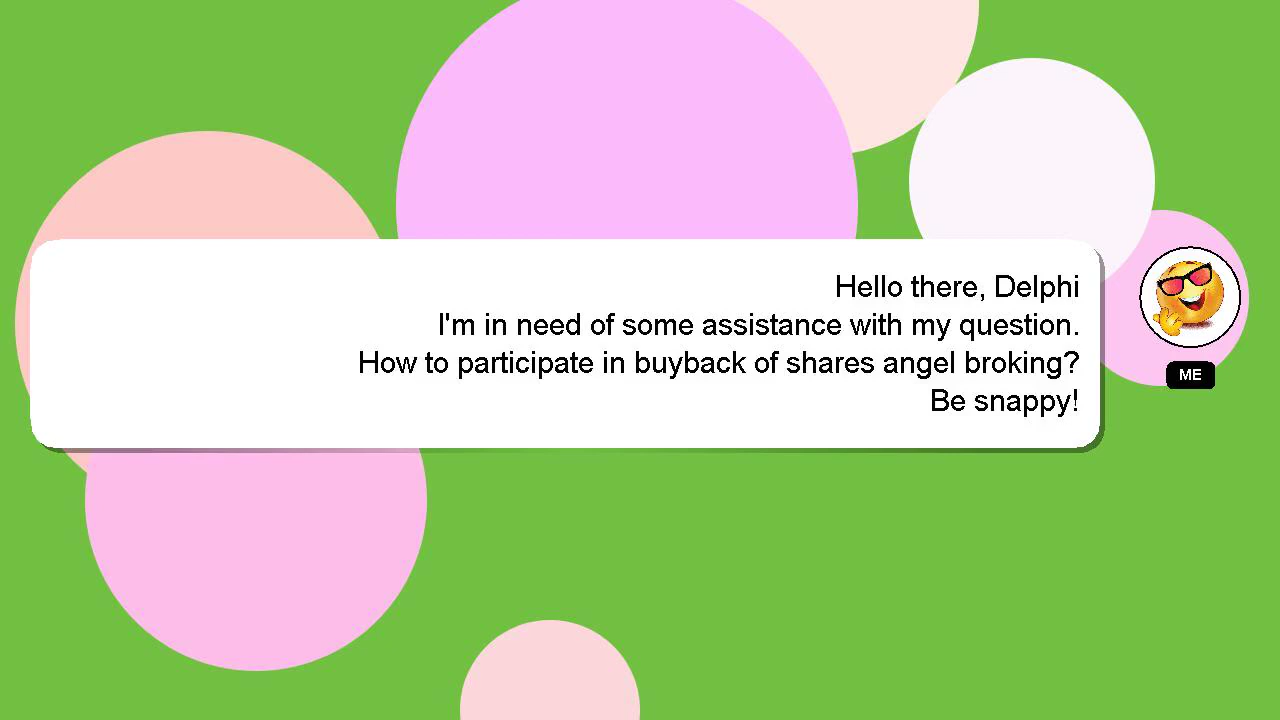 Hello there, Delphi
I'm in need of some assistance with my question.
How to participate in buyback of shares angel broking?
Be snappy!
ME